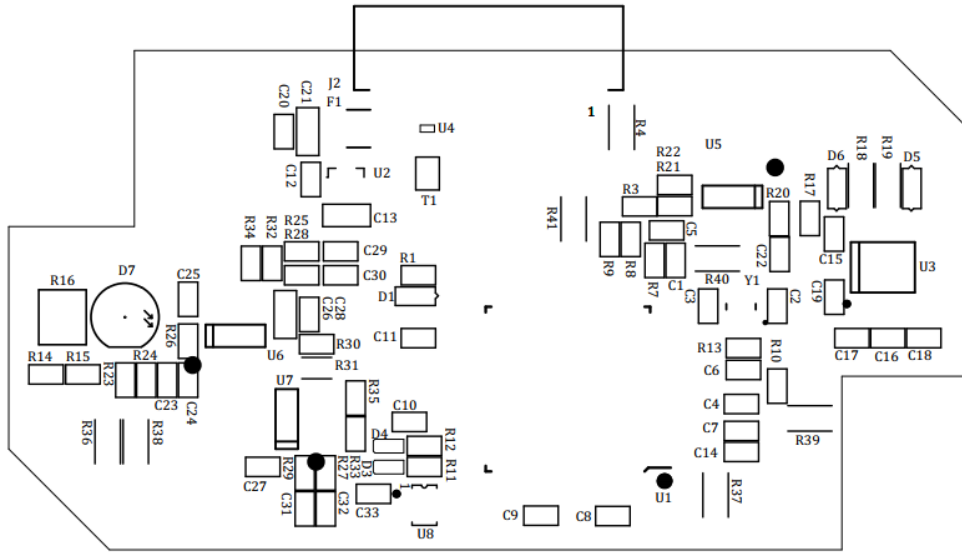 J2
F1
C21
C20
U4
1
R4
U5
C12
U2
T1
R22
R21
D6
R18
R19
D5
R3
R20
R17
C13
R41
R34
R32
R25
R28
C29
C30
C5
C22
C15
R9
R8
R7
C1
R40
Y1
U3
R1
D1
C3
C2
C19
R16
D7
C25
R26
C26
C28
C11
U6
R30
R31
R13
C6
R10
C17
C16
C18
R14
R15
R23
R24
C23
C24
U7
R35
C10
C4
C7
C14
R39
R36
R38
D4
D3
R12
R11
C27
R29
R27
R33
C31
C32
C33
1
U8
C9
C8
U1
R37